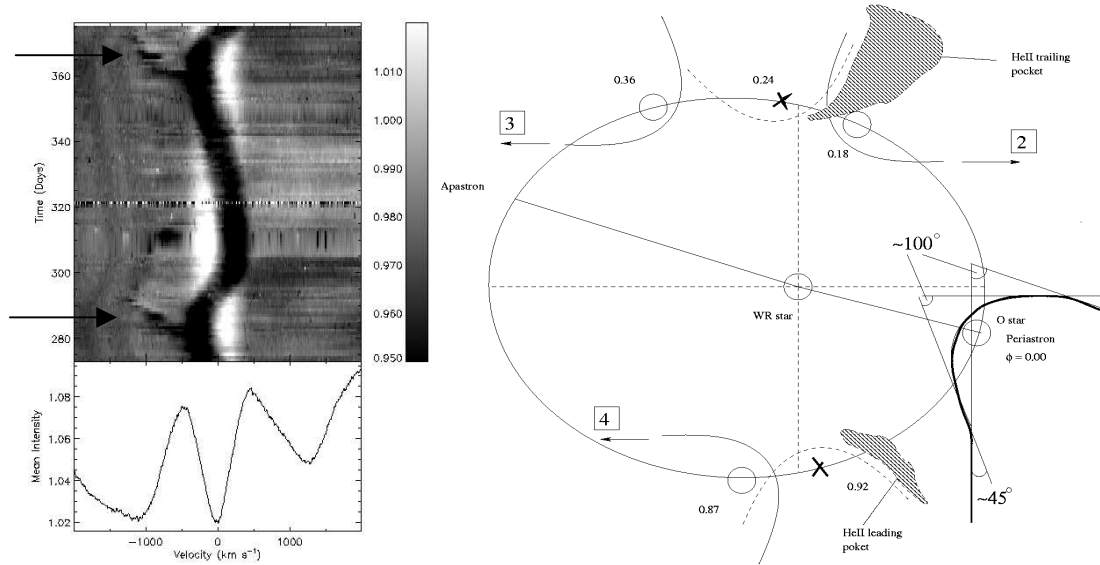 360
340
320
300
280
Time (Days)
1.010
1.000
0.990
0.980
0.970
0.960
0.950
1.08
1.06
1.04
1.02
Mean Intensity
-1000
0
1000
Velocity (km s⁻¹)
HeII trailing
pocket
0.36
0.24
3
2
0.18
Apastron
~100°
WR star
O star
Periastron
ϕ = 0.00
4
0.92
~45°
0.87
HeII leading
poket